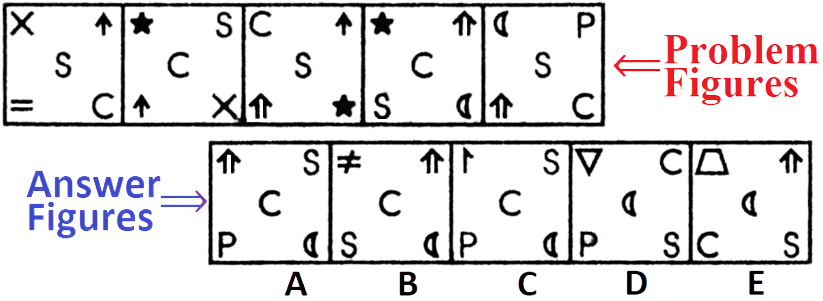 × ↑ ★ S C ↑ ★ ⇑ ☾ P
S C S C S
= C ↑ × ⇑ ★ S ☾ ⇑ C
⇐ Problem
Figures
Answer ⇒
Figures
⇑ S ≠ ⇑ ↿ S ▽ C ⏢ ⇑
C C C ☾ ☾
P ☾ S ☾ P ☾ P S C S
A B C D E